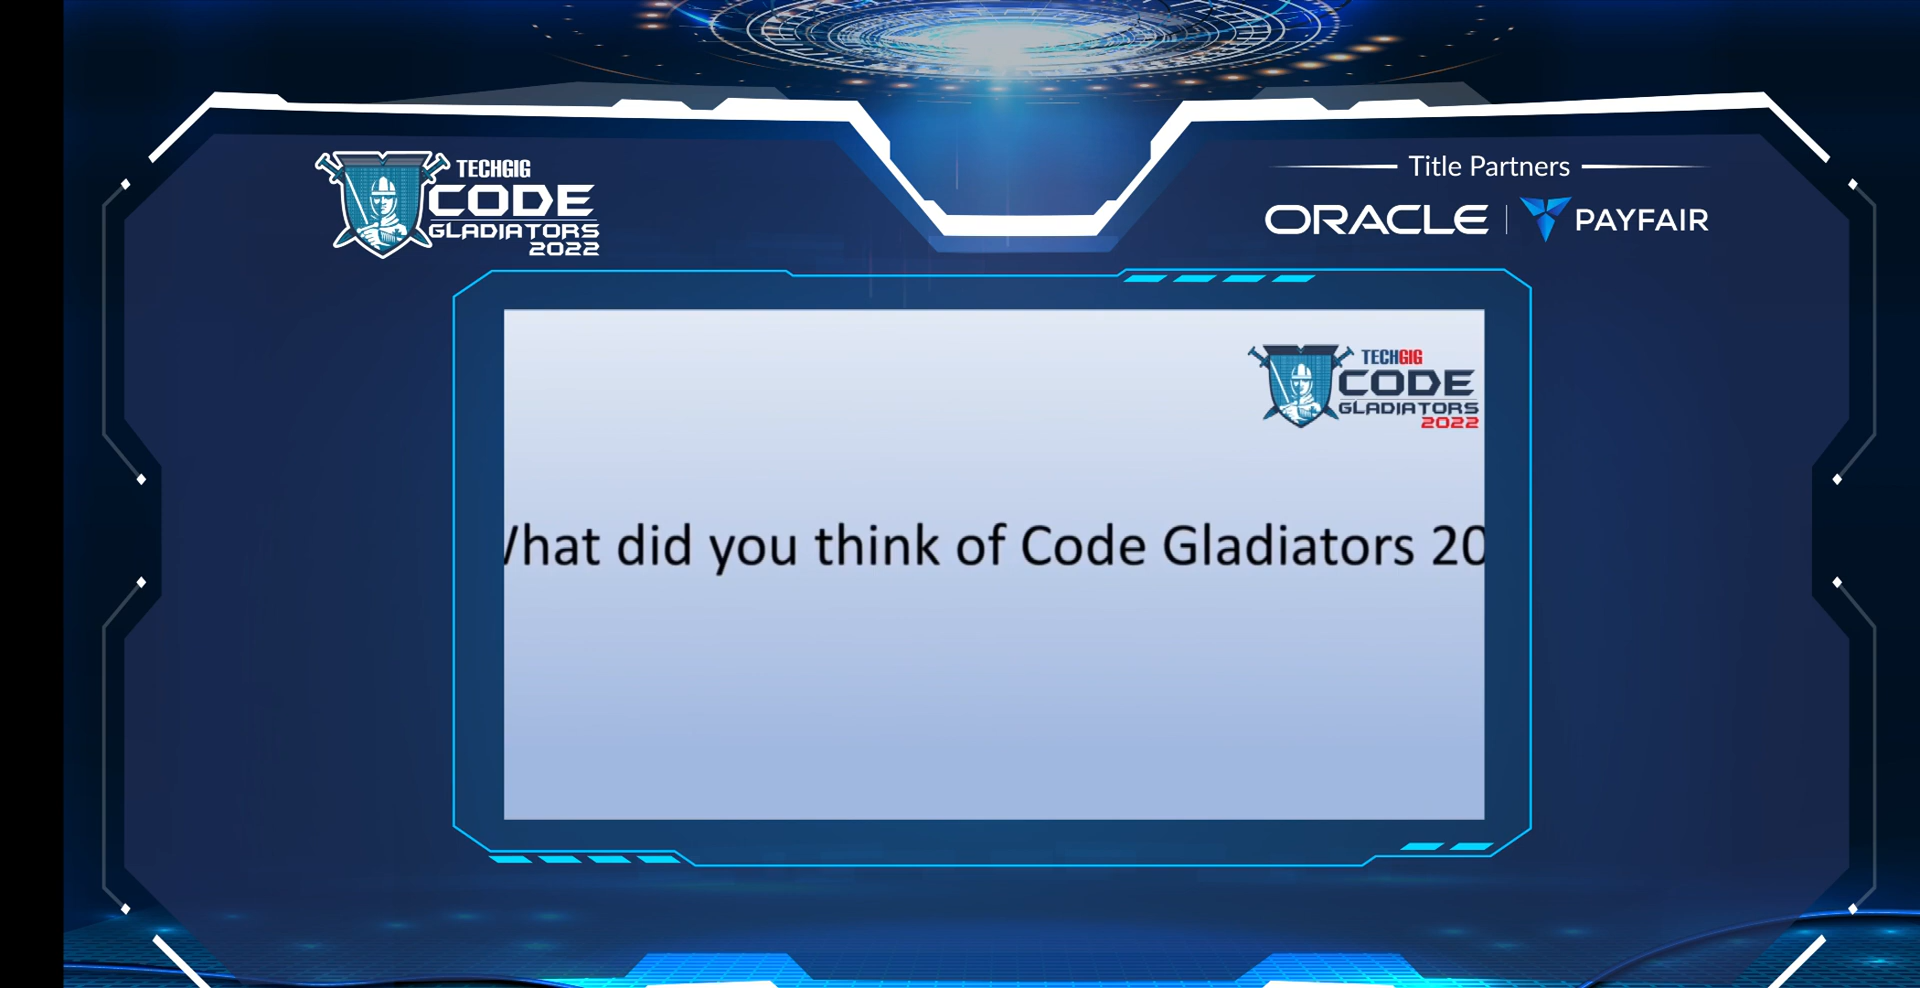 TECHGIG
CODE
GLADIATORS
2022
Title Partners
ORACLE | PAYFAIR
TECHGIG
CODE
GLADIATORS
2022
What did you think of Code Gladiators 20